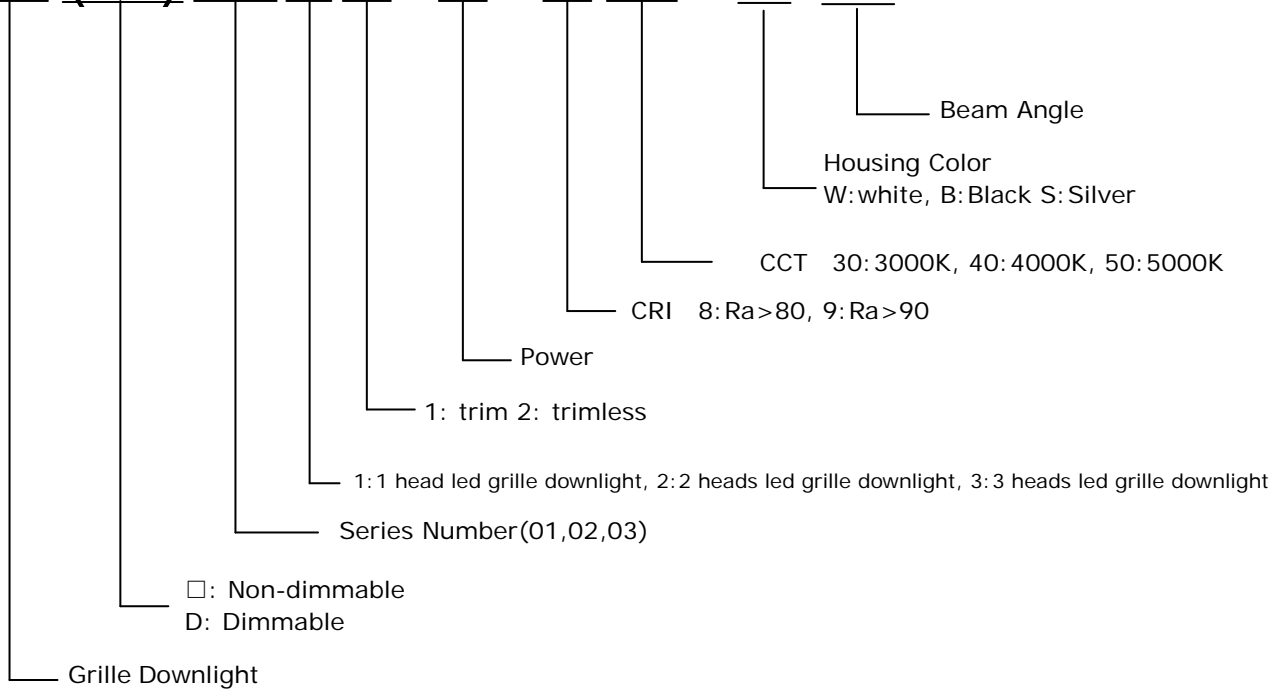 Beam Angle
Housing Color
W:white, B:Black S:Silver
CCT 30:3000K, 40:4000K, 50:5000K
CRI 8:Ra>80, 9:Ra>90
Power
1: trim 2: trimless
1:1 head led grille downlight, 2:2 heads led grille downlight, 3:3 heads led grille downlight
Series Number(01,02,03)
□: Non-dimmable
D: Dimmable
Grille Downlight